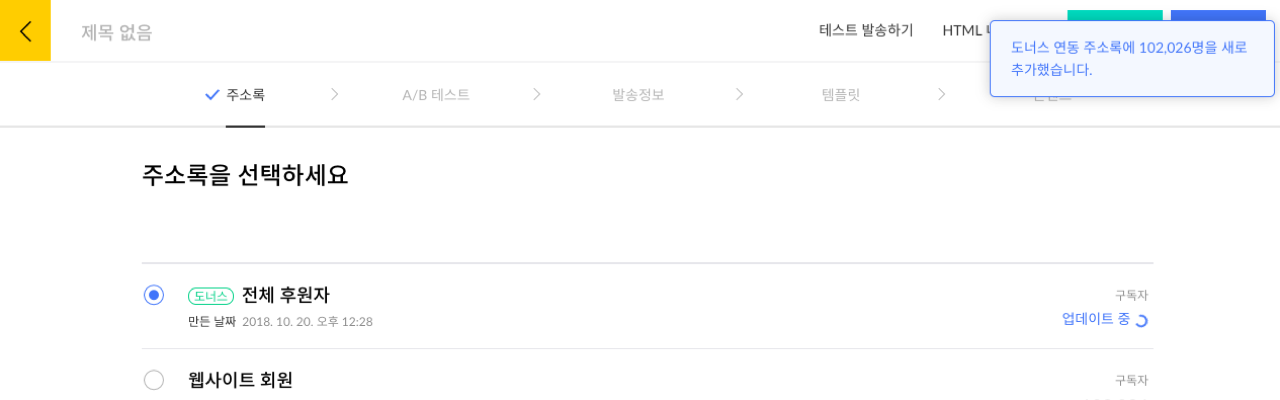 제목 없음
테스트 발송하기
HTML
도너스 연동 주소록에 102,026명을 새로
추가했습니다.
주소록
A/B 테스트
발송정보
템플릿
주소록을 선택하세요
도너스 전체 후원자
구독자
만든 날짜 2018. 10. 20. 오후 12:28
업데이트 중
웹사이트 회원
구독자